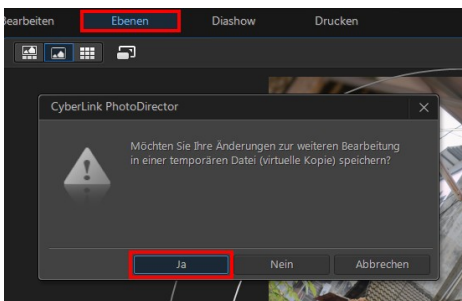 Bearbeiten Ebenen Diashow Drucken
CyberLink PhotoDirector
Möchten Sie Ihre Änderungen zur weiteren Bearbeitung
in einer temporären Datei (virtuelle Kopie) speichern?
Ja Nein Abbrechen